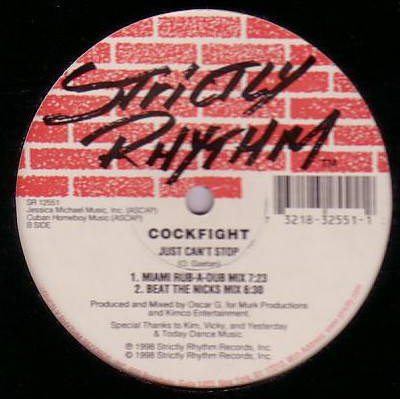 STRICTLY
RHYTHM
TM
SR 12551
Jessica Michael Music, Inc. (ASCAP)
Cuban Homeboy Music (ASCAP)
B SIDE
7 3218-32551-1
COCKFIGHT
JUST CAN'T STOP
(O. Gaetan)
1. MIAMI RUB-A-DUB MIX 7:23
2. BEAT THE NICKS MIX 6:30
Produced and Mixed by Oscar G. for Murk Productions
and Kimco Entertainment.
Special Thanks to Kim, Vicky, and Yesterday
& Today Dance Music.
℗ 1998 Strictly Rhythm Records, Inc.
© 1998 Strictly Rhythm Records, Inc.